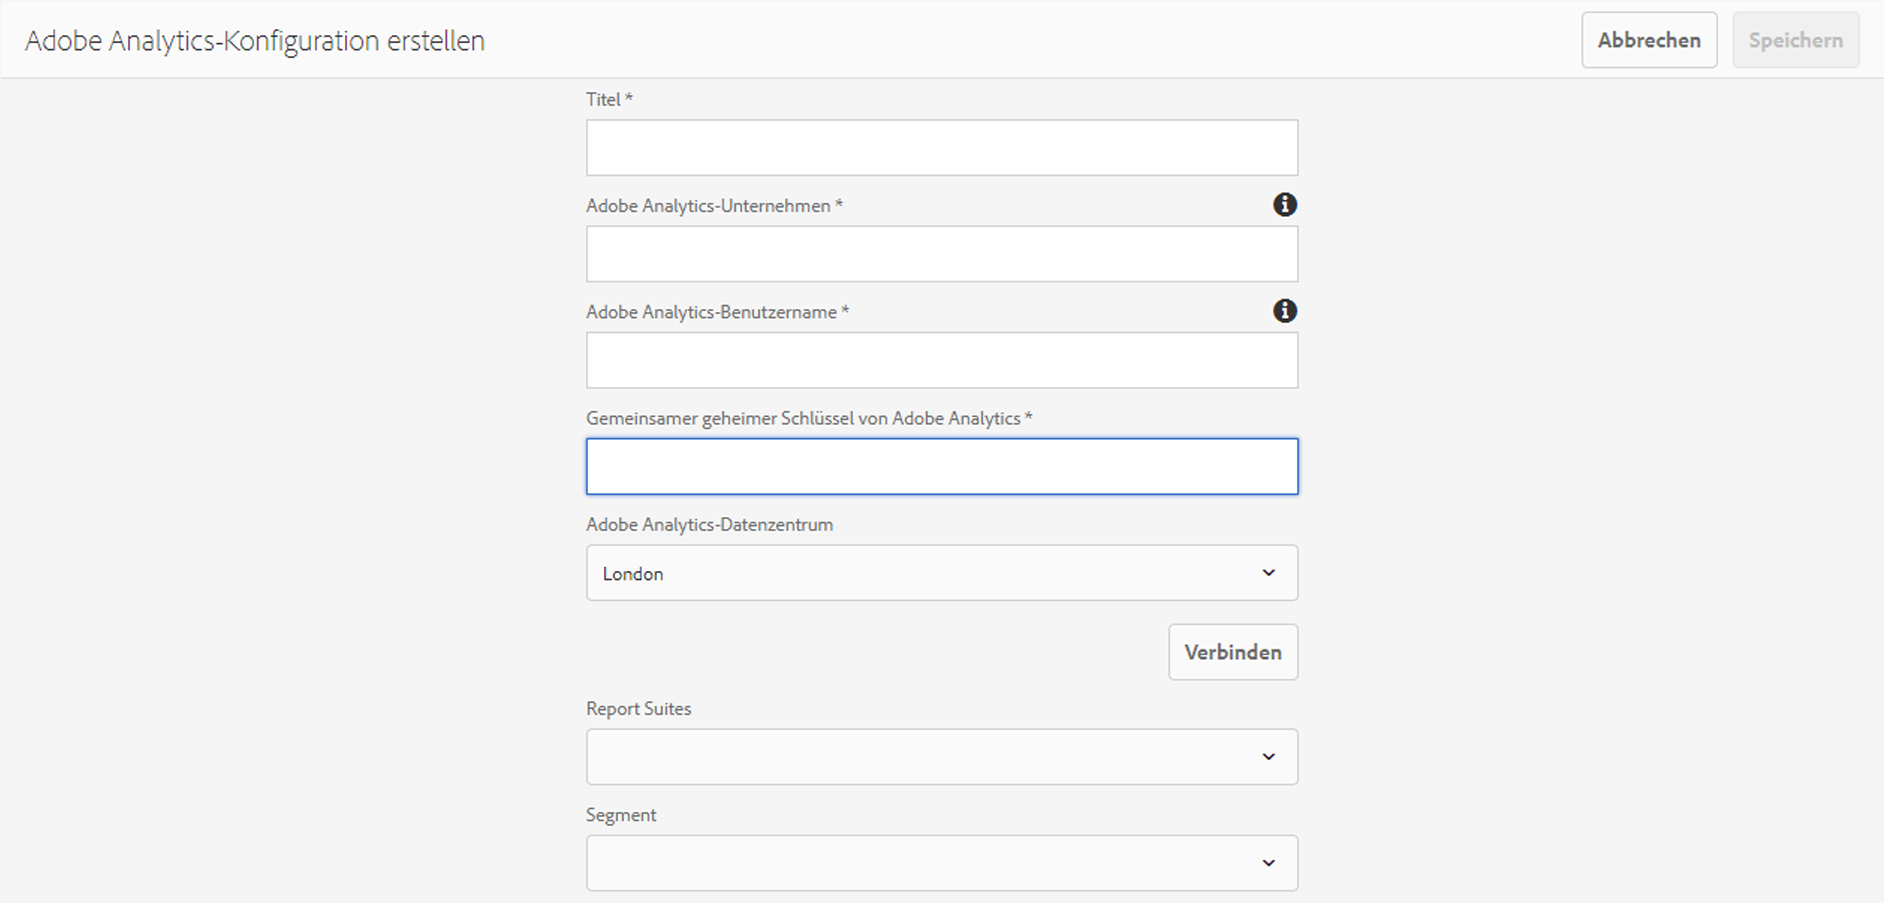 Adobe Analytics-Konfiguration erstellen
Abbrechen
Speichern
Titel *
Adobe Analytics-Unternehmen *
Adobe Analytics-Benutzername *
Gemeinsamer geheimer Schlüssel von Adobe Analytics *
Adobe Analytics-Datenzentrum
London
Verbinden
Report Suites
Segment